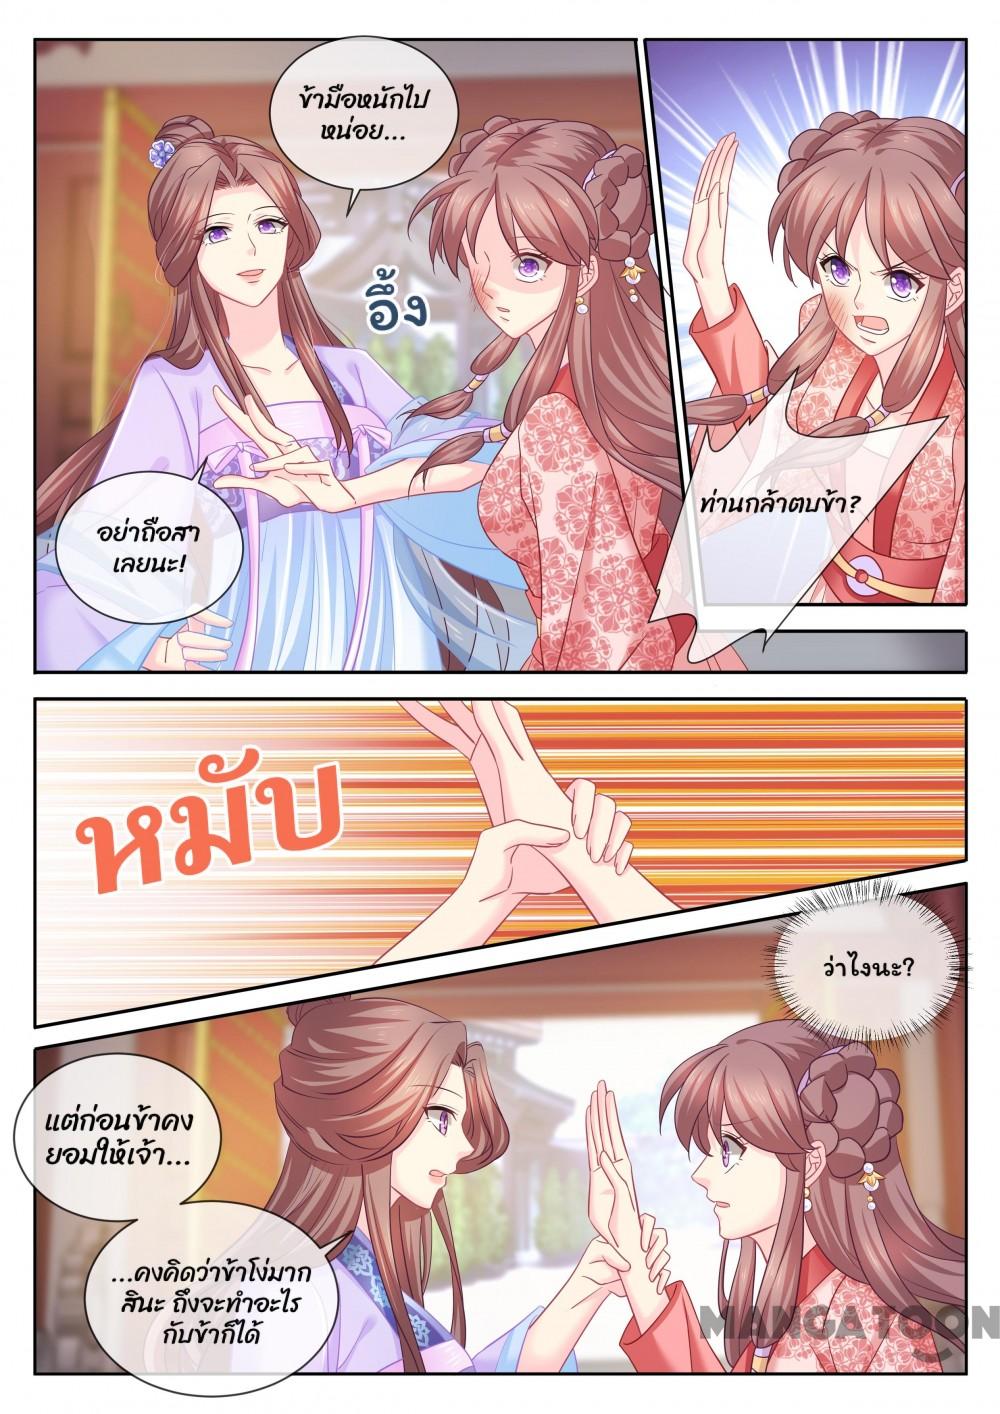 ข้ามือหนักไป
หน่อย...
อึ้ง
อย่าถือสา
เลยนะ!
ท่านกล้าตบข้า?
หมับ
ว่าไงนะ?
แต่ก่อนข้าคง
ยอมให้เจ้า...
...คงคิดว่าข้าโง่มาก
สินะ ถึงจะทำอะไร
กับข้าก็ได้
MANGATOON